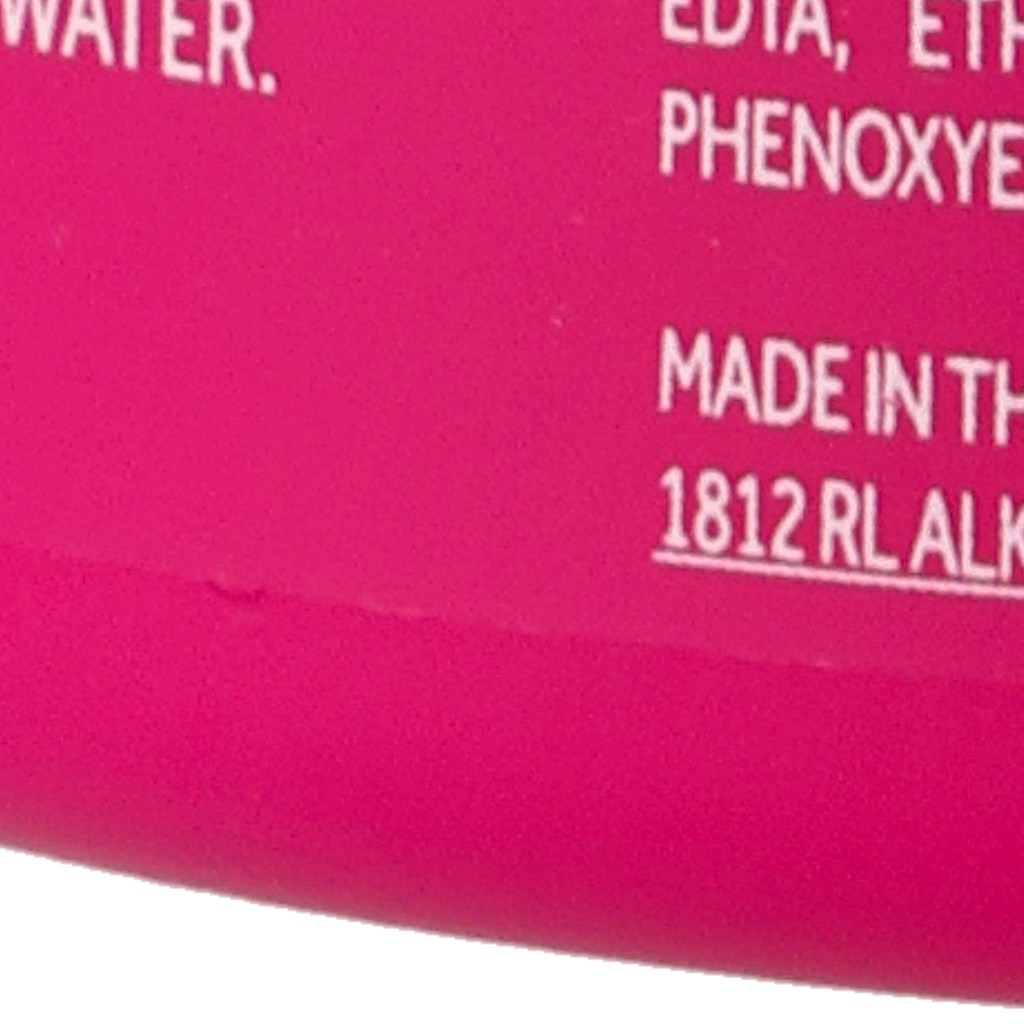 WATER.
EDTA, ETH
PHENOXYE
MADE IN TH
1812 RL ALK